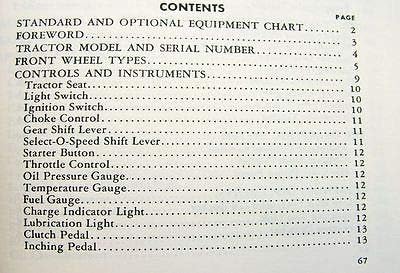 CONTENTS
PAGE
STANDARD AND OPTIONAL EQUIPMENT CHART 2
FOREWORD 3
TRACTOR MODEL AND SERIAL NUMBER 4
FRONT WHEEL TYPES 5
CONTROLS AND INSTRUMENTS 9
Tractor Seat 10
Light Switch 10
Ignition Switch 10
Choke Control 11
Gear Shift Lever 11
Select-O-Speed Shift Lever 11
Starter Button 12
Throttle Control 12
Oil Pressure Gauge 12
Temperature Gauge 12
Fuel Gauge 12
Charge Indicator Light 12
Lubrication Light 12
Clutch Pedal 13
Inching Pedal 13
67